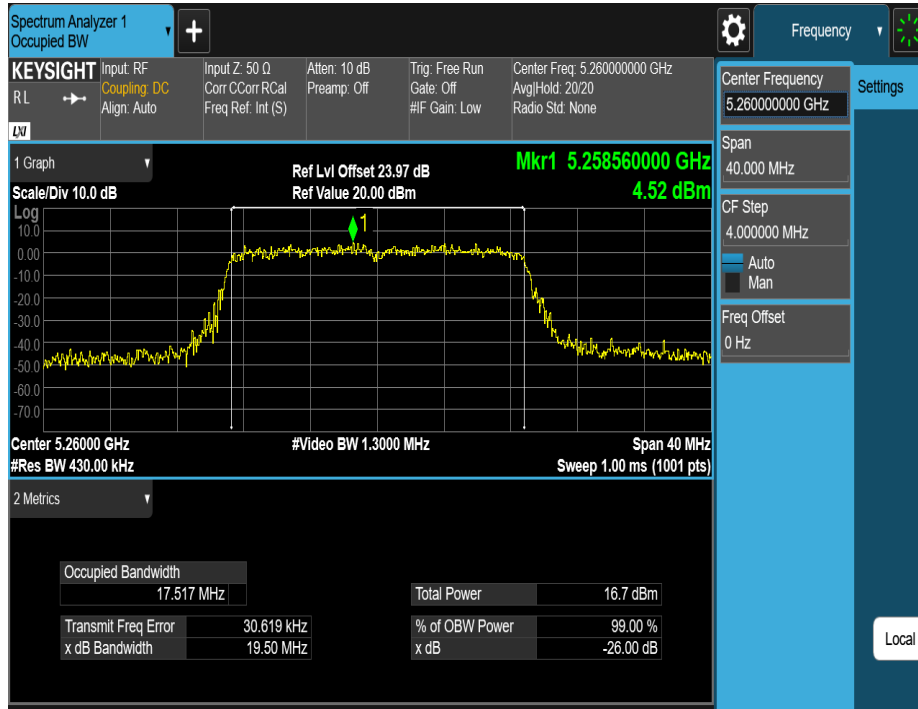 Spectrum Analyzer 1
Occupied BW
+
Frequency
KEYSIGHT
R L
LXI
Input: RF
Coupling: DC
Align: Auto
Input Z: 50 Ω
Corr CCorr RCal
Freq Ref: Int (S)
Atten: 10 dB
Preamp: Off
Trig: Free Run
Gate: Off
#IF Gain: Low
Center Freq: 5.260000000 GHz
Avg|Hold: 20/20
Radio Std: None
Center Frequency
5.260000000 GHz
Settings
Span
40.000 MHz
CF Step
4.000000 MHz
Auto
Man
Freq Offset
0 Hz
Local
1 Graph
Scale/Div 10.0 dB
Ref Lvl Offset 23.97 dB
Ref Value 20.00 dBm
Mkr1 5.258560000 GHz
4.52 dBm
Log
10.0
0.00
-10.0
-20.0
-30.0
-40.0
-50.0
-60.0
-70.0
1
Center 5.26000 GHz
#Video BW 1.3000 MHz
Span 40 MHz
#Res BW 430.00 kHz
Sweep 1.00 ms (1001 pts)
2 Metrics
Occupied Bandwidth
17.517 MHz
Total Power 16.7 dBm
Transmit Freq Error 30.619 kHz
% of OBW Power 99.00 %
x dB Bandwidth 19.50 MHz
x dB -26.00 dB